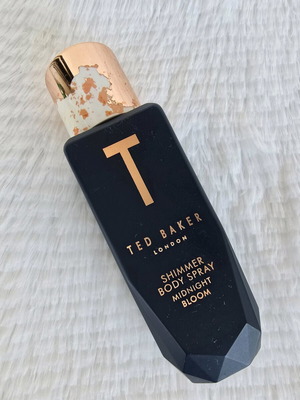 T
TED BAKER
LONDON
SHIMMER
BODY SPRAY
MIDNIGHT
BLOOM